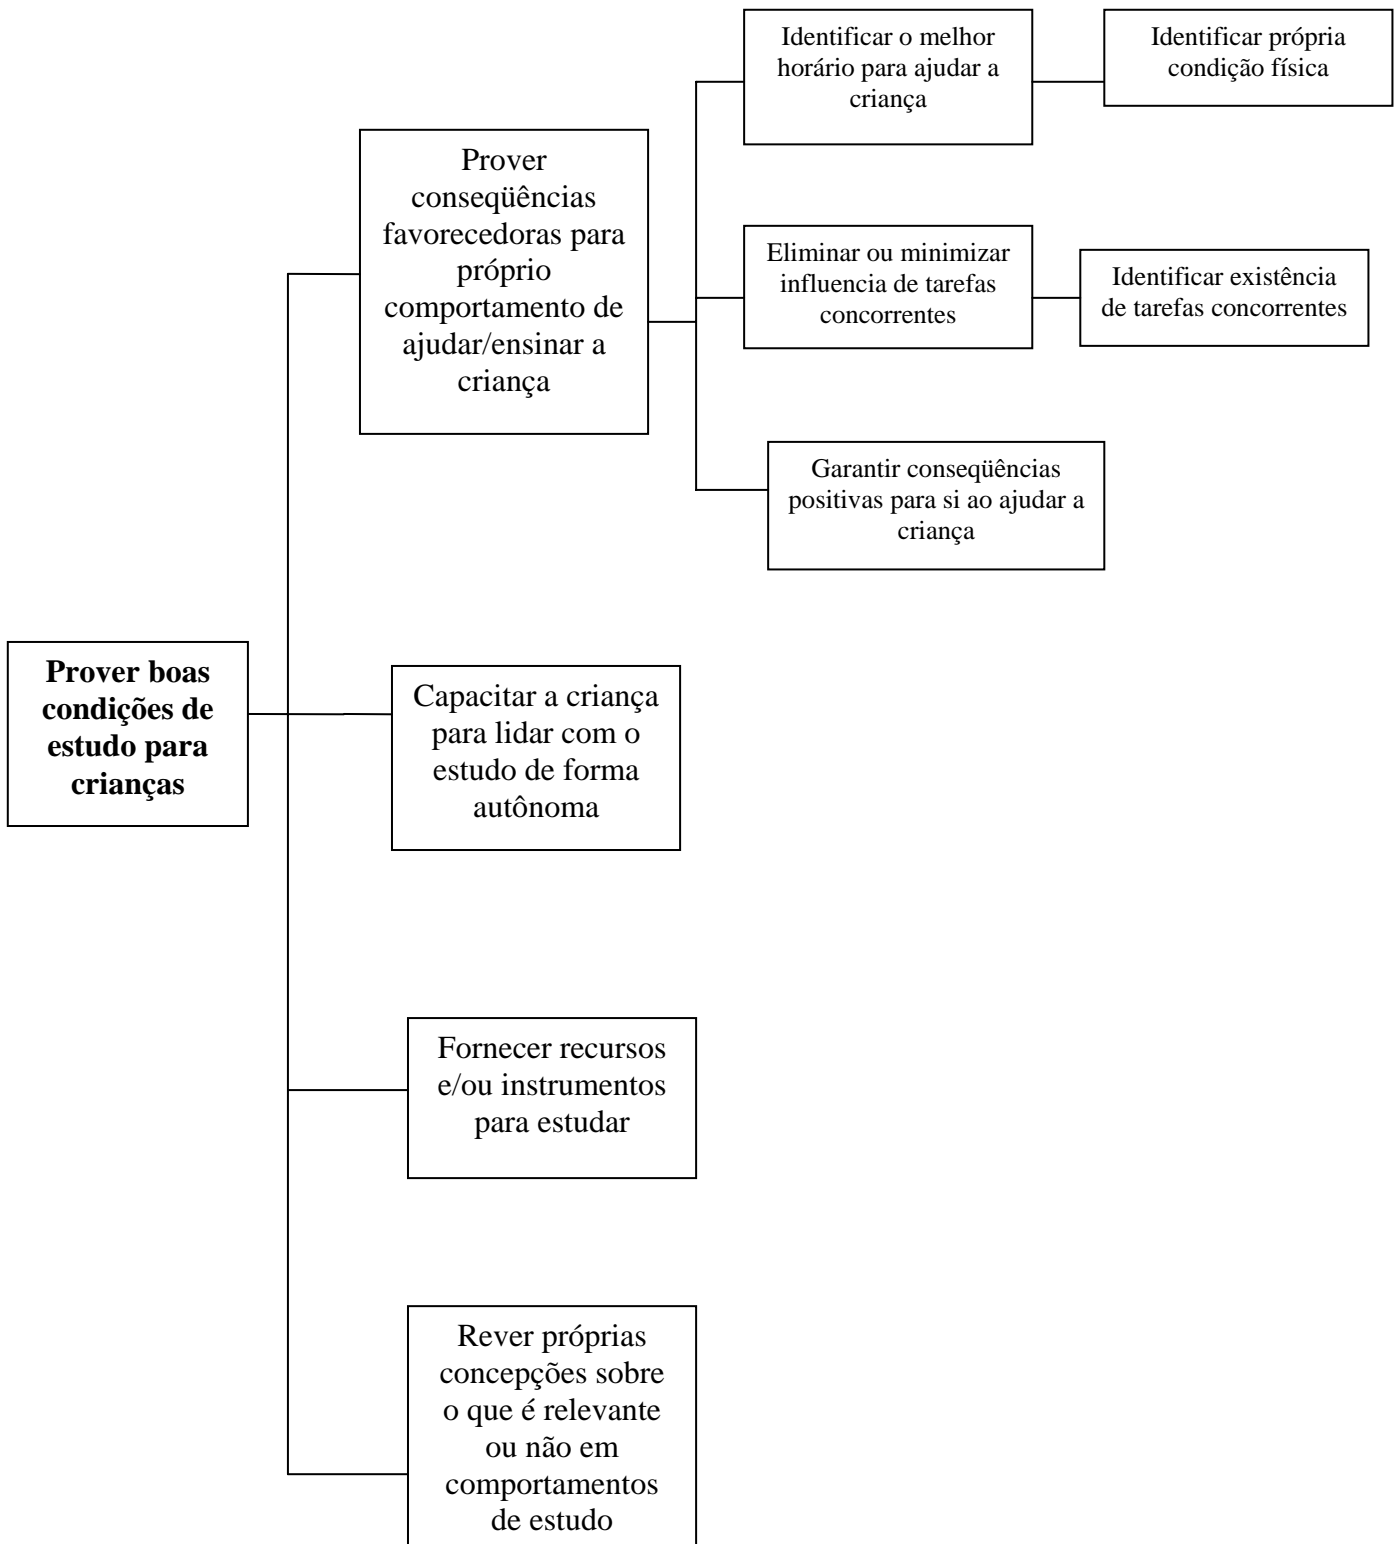 Identificar o melhor
horário para ajudar a
criança
Identificar própria
condição física
Prover
conseqüências
favorecedoras para
próprio
comportamento de
ajudar/ensinar a
criança
Eliminar ou minimizar
influencia de tarefas
concorrentes
Identificar existência
de tarefas concorrentes
Garantir conseqüências
positivas para si ao ajudar a
criança
Prover boas
condições de
estudo para
crianças
Capacitar a criança
para lidar com o
estudo de forma
autônoma
Fornecer recursos
e/ou instrumentos
para estudar
Rever próprias
concepções sobre
o que é relevante
ou não em
comportamentos
de estudo